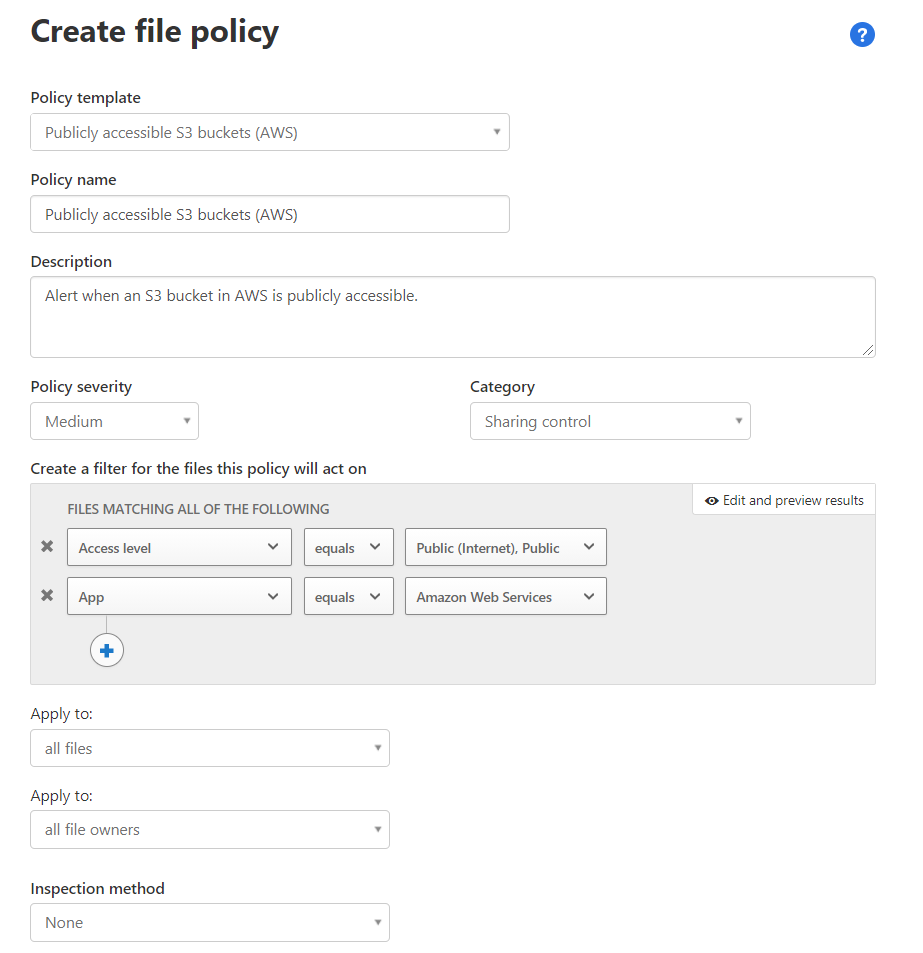 Create file policy
?
Policy template
Publicly accessible S3 buckets (AWS)
Policy name
Publicly accessible S3 buckets (AWS)
Description
Alert when an S3 bucket in AWS is publicly accessible.
Policy severity
Category
Medium
Sharing control
Create a filter for the files this policy will act on
FILES MATCHING ALL OF THE FOLLOWING
Edit and preview results
Access level equals Public (Internet), Public
App equals Amazon Web Services
Apply to:
all files
Apply to:
all file owners
Inspection method
None